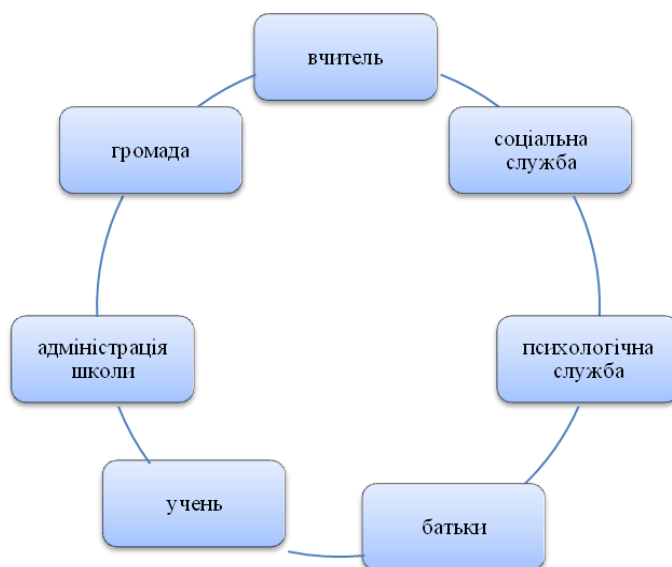 вчитель
соціальна
служба
психологічна
служба
батьки
учень
адміністрація
школи
громада